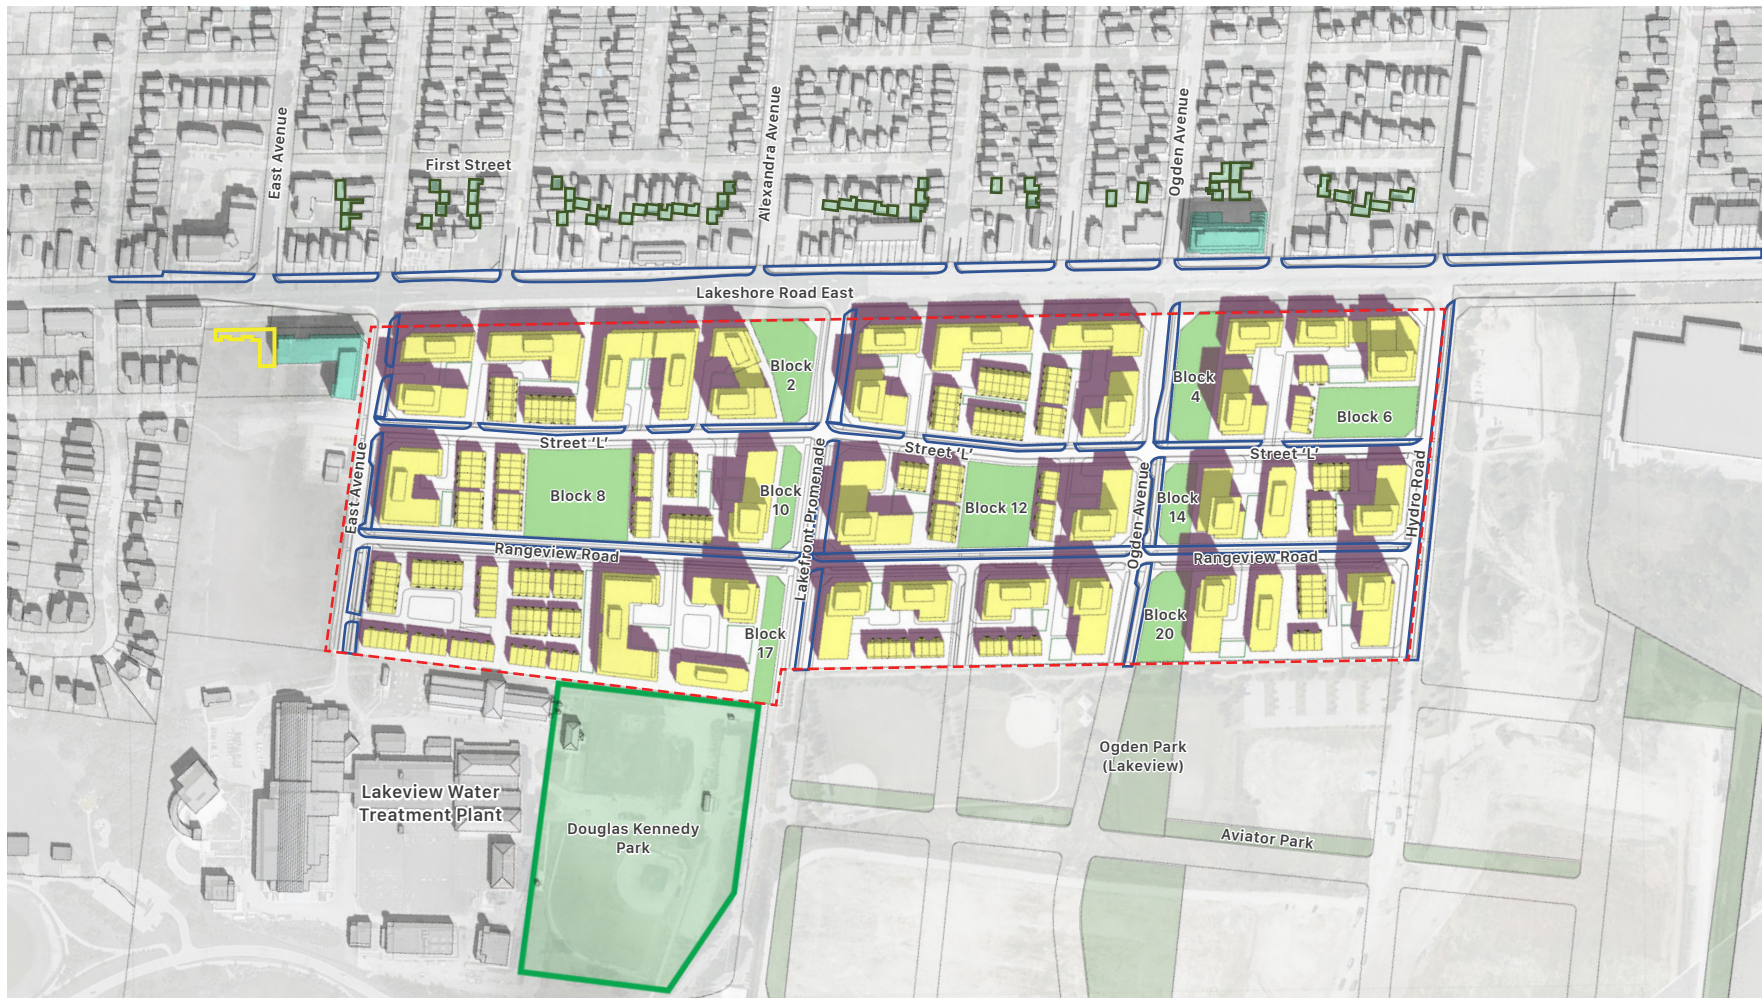 East Avenue
First Street
Alexandra Avenue
Ogden Avenue
Lakeshore Road East
Block
2
Block
4
Block 6
Street ‘L’
Street ‘L’
Street ‘L’
East Avenue
Block 8
Block
10
Lakefront Promenade
Block 12
Ogden Avenue
Block
14
Hydro Road
Rangeview Road
Rangeview Road
Block
17
Block
20
Ogden Park
(Lakeview)
Lakeview Water
Treatment Plant
Douglas Kennedy
Park
Aviator Park